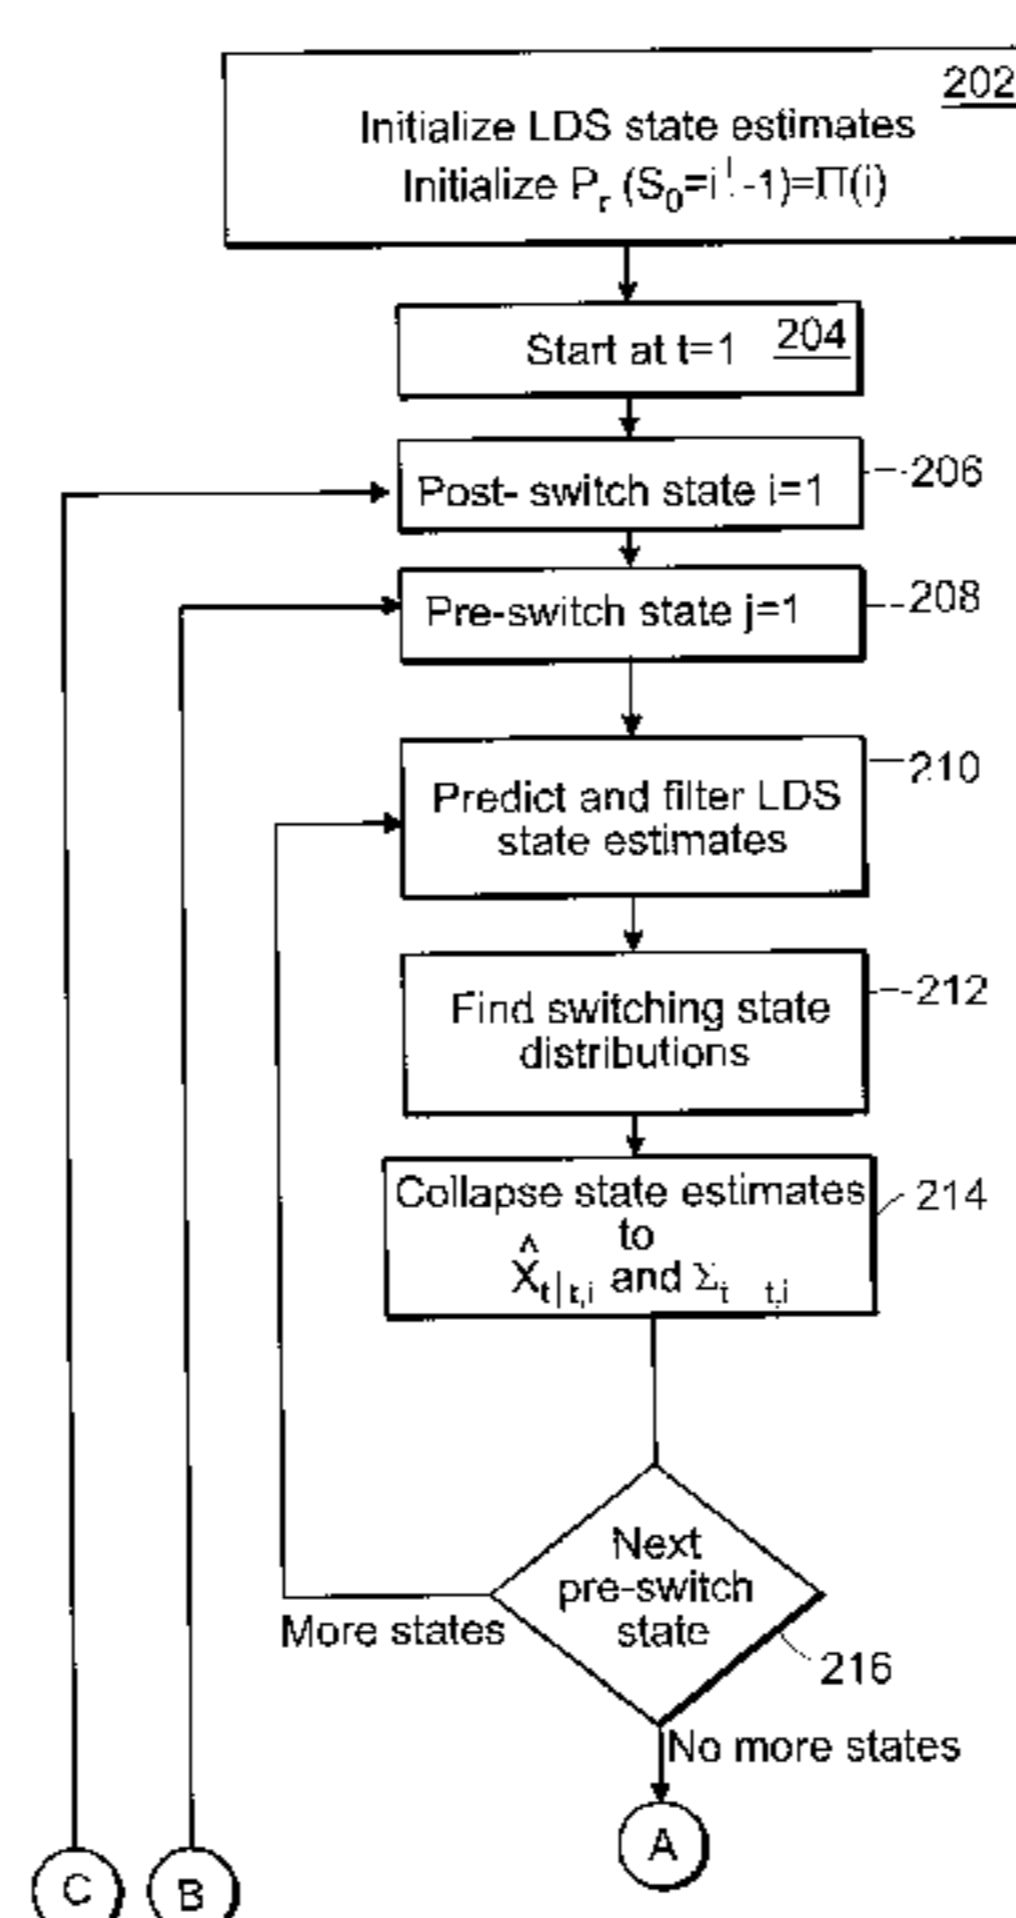 202
Initialize LDS state estimates
Initialize Pr (S0=i|-1)=Π(i)
Start at t=1 204
Post- switch state i=1
206
Pre-switch state j=1
208
Predict and filter LDS
state estimates
210
Find switching state
distributions
212
Collapse state estimates
to
X̂t|t,i and Σt t,i
214
Next
pre-switch
state
216
More states
No more states
A
C
B